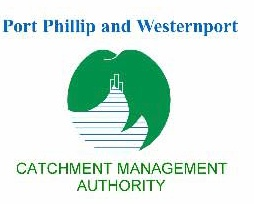 Port Phillip and Westernport
CATCHMENT MANAGEMENT
AUTHORITY